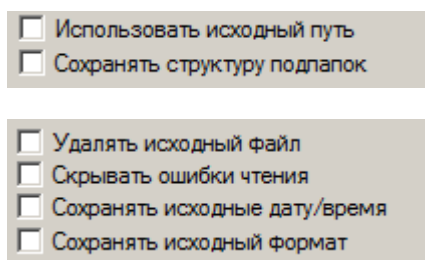 Использовать исходный путь
Сохранять структуру подпапок
Удалять исходный файл
Скрывать ошибки чтения
Сохранять исходные дату/время
Сохранять исходный формат